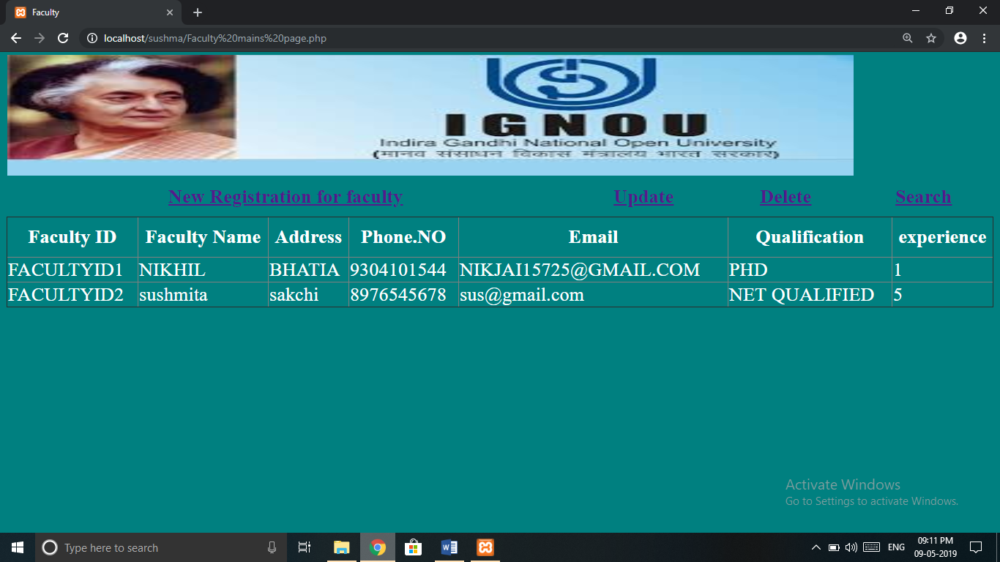 Faculty
localhost/sushma/Faculty%20mains%20page.php
IGNOU
Indira Gandhi National Open University
(मानव संसाधन विकास मंत्रालय भारत सरकार)
New Registration for faculty Update Delete Search
Faculty ID Faculty Name Address Phone.NO Email Qualification experience
FACULTYID1 NIKHIL BHATIA 9304101544 NIKJAI15725@GMAIL.COM PHD 1
FACULTYID2 sushmita sakchi 8976545678 sus@gmail.com NET QUALIFIED 5
Activate Windows
Go to Settings to activate Windows.
Type here to search
ENG
09:11 PM
09-05-2019